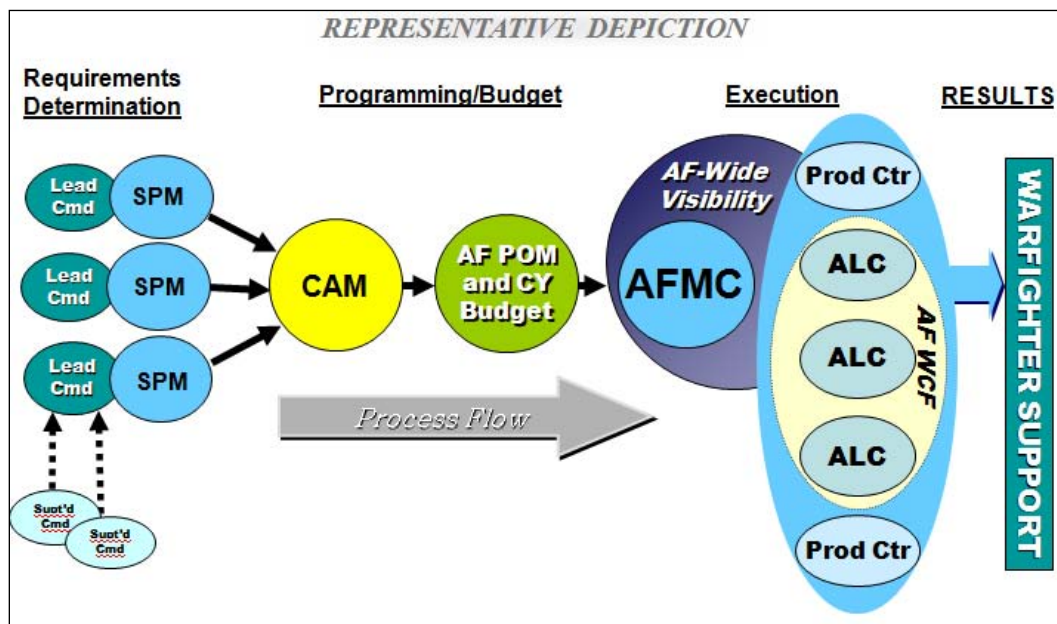 REPRESENTATIVE DEPICTION
Requirements
Determination
Programming/Budget
Execution
RESULTS
Lead
Cmd
SPM
Lead
Cmd
SPM
Lead
Cmd
SPM
Supt'd
Cmd
Supt'd
Cmd
CAM
AF POM
and CY
Budget
Process Flow
AF-Wide
Visibility
AFMC
Prod Ctr
ALC
ALC
ALC
AF WCF
Prod Ctr
WARFIGHTER SUPPORT